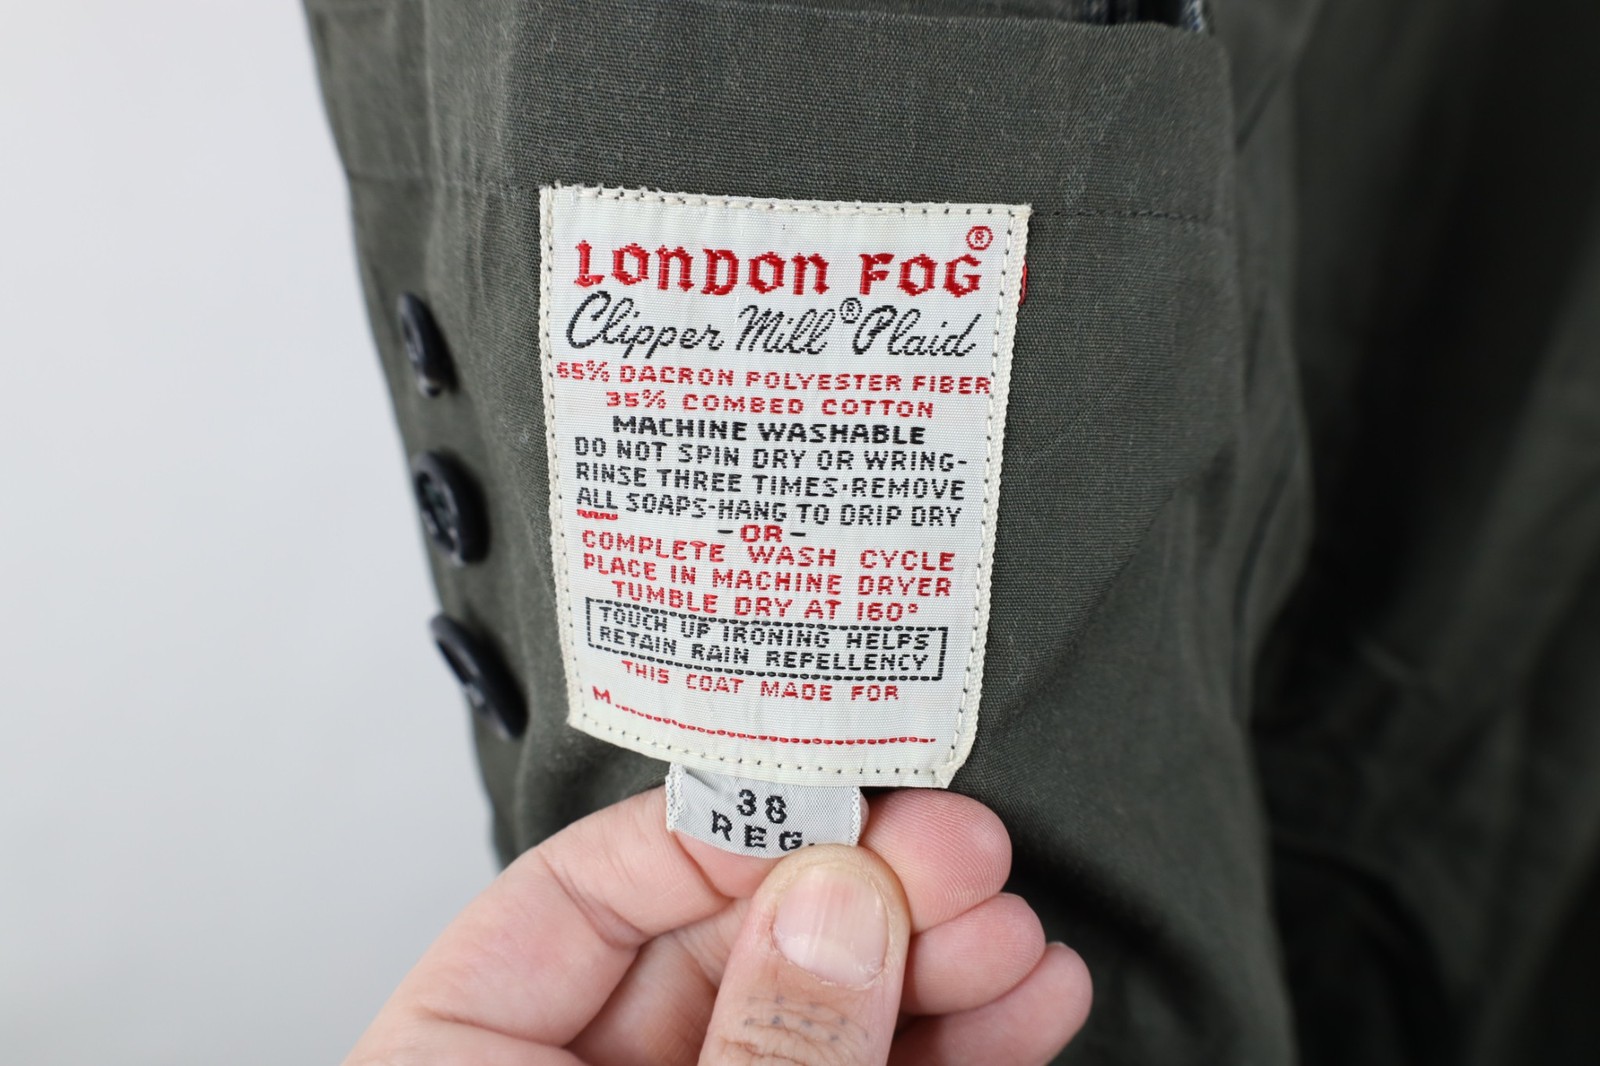 LONDON FOG®
Clipper Mill® Plaid
65% DACRON POLYESTER FIBER
35% COMBED COTTON
MACHINE WASHABLE
DO NOT SPIN DRY OR WRING-
RINSE THREE TIMES·REMOVE
ALL SOAPS-HANG TO DRIP DRY
-OR-
COMPLETE WASH CYCLE
PLACE IN MACHINE DRYER
TUMBLE DRY AT 160°
TOUCH UP IRONING HELPS
RETAIN RAIN REPELLENCY
THIS COAT MADE FOR
M
38
REG.